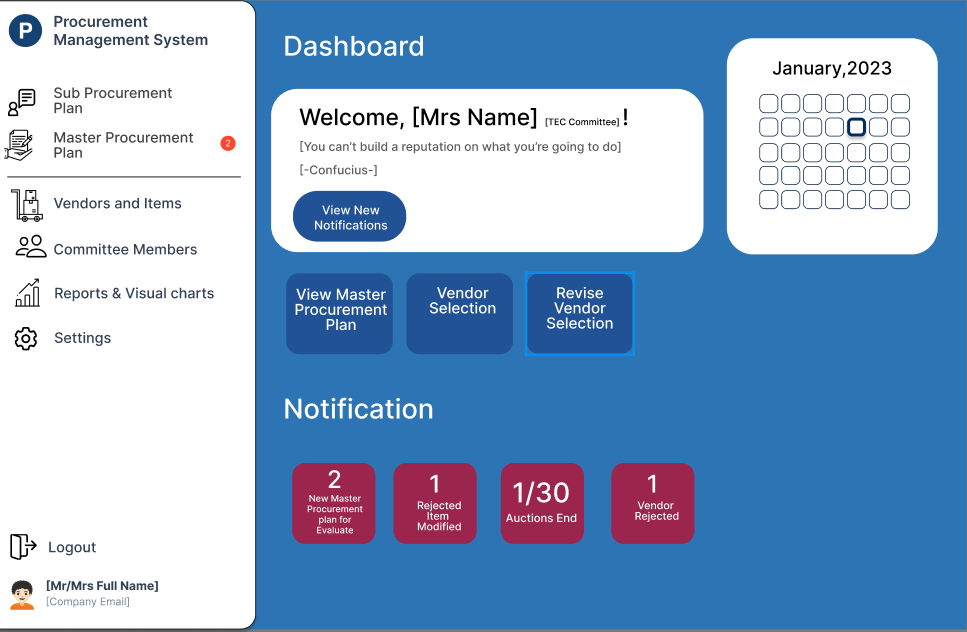 P
Procurement
Management System
Sub Procurement
Plan
Master Procurement
Plan
2
Vendors and Items
Committee Members
Reports & Visual charts
Settings
Logout
[Mr/Mrs Full Name]
[Company Email]
Dashboard
Welcome, [Mrs Name] [TEC Committee] !
[You can't build a reputation on what you're going to do]
[-Confucius-]
View New
Notifications
January,2023
View Master
Procurement
Plan
Vendor
Selection
Revise
Vendor
Selection
Notification
2
New Master
Procurement
plan for
Evaluate
1
Rejected
Item
Modified
1/30
Auctions End
1
Vendor
Rejected